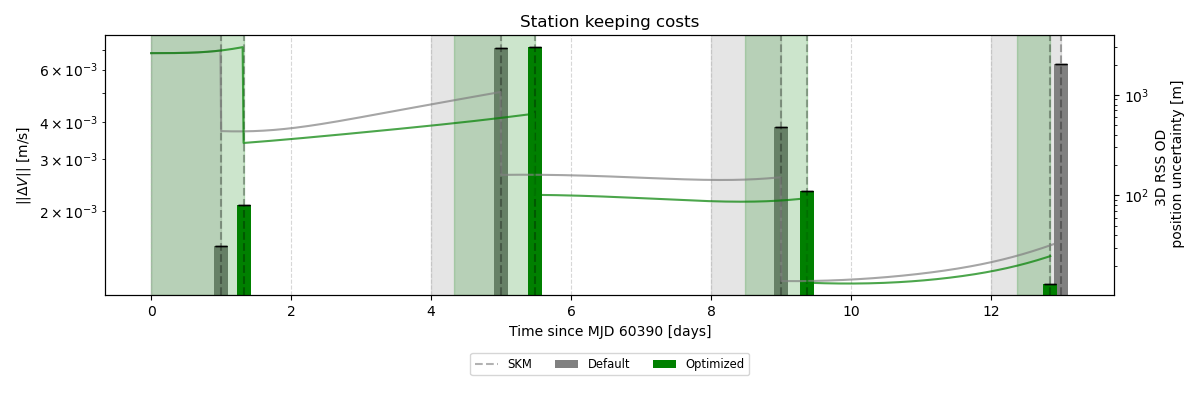 Station keeping costs
||ΔV|| [m/s]
6 × 10⁻³
4 × 10⁻³
3 × 10⁻³
2 × 10⁻³
10³
10²
3D RSS OD
position uncertainty [m]
0 2 4 6 8 10 12
Time since MJD 60390 [days]
SKM Default Optimized